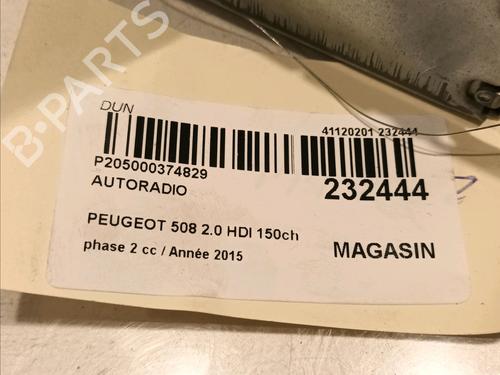 DUN
41120201 232444
P205000374829
AUTORADIO
232444
PEUGEOT 508 2.0 HDI 150ch
phase 2 cc / Année 2015
MAGASIN
B-PARTS